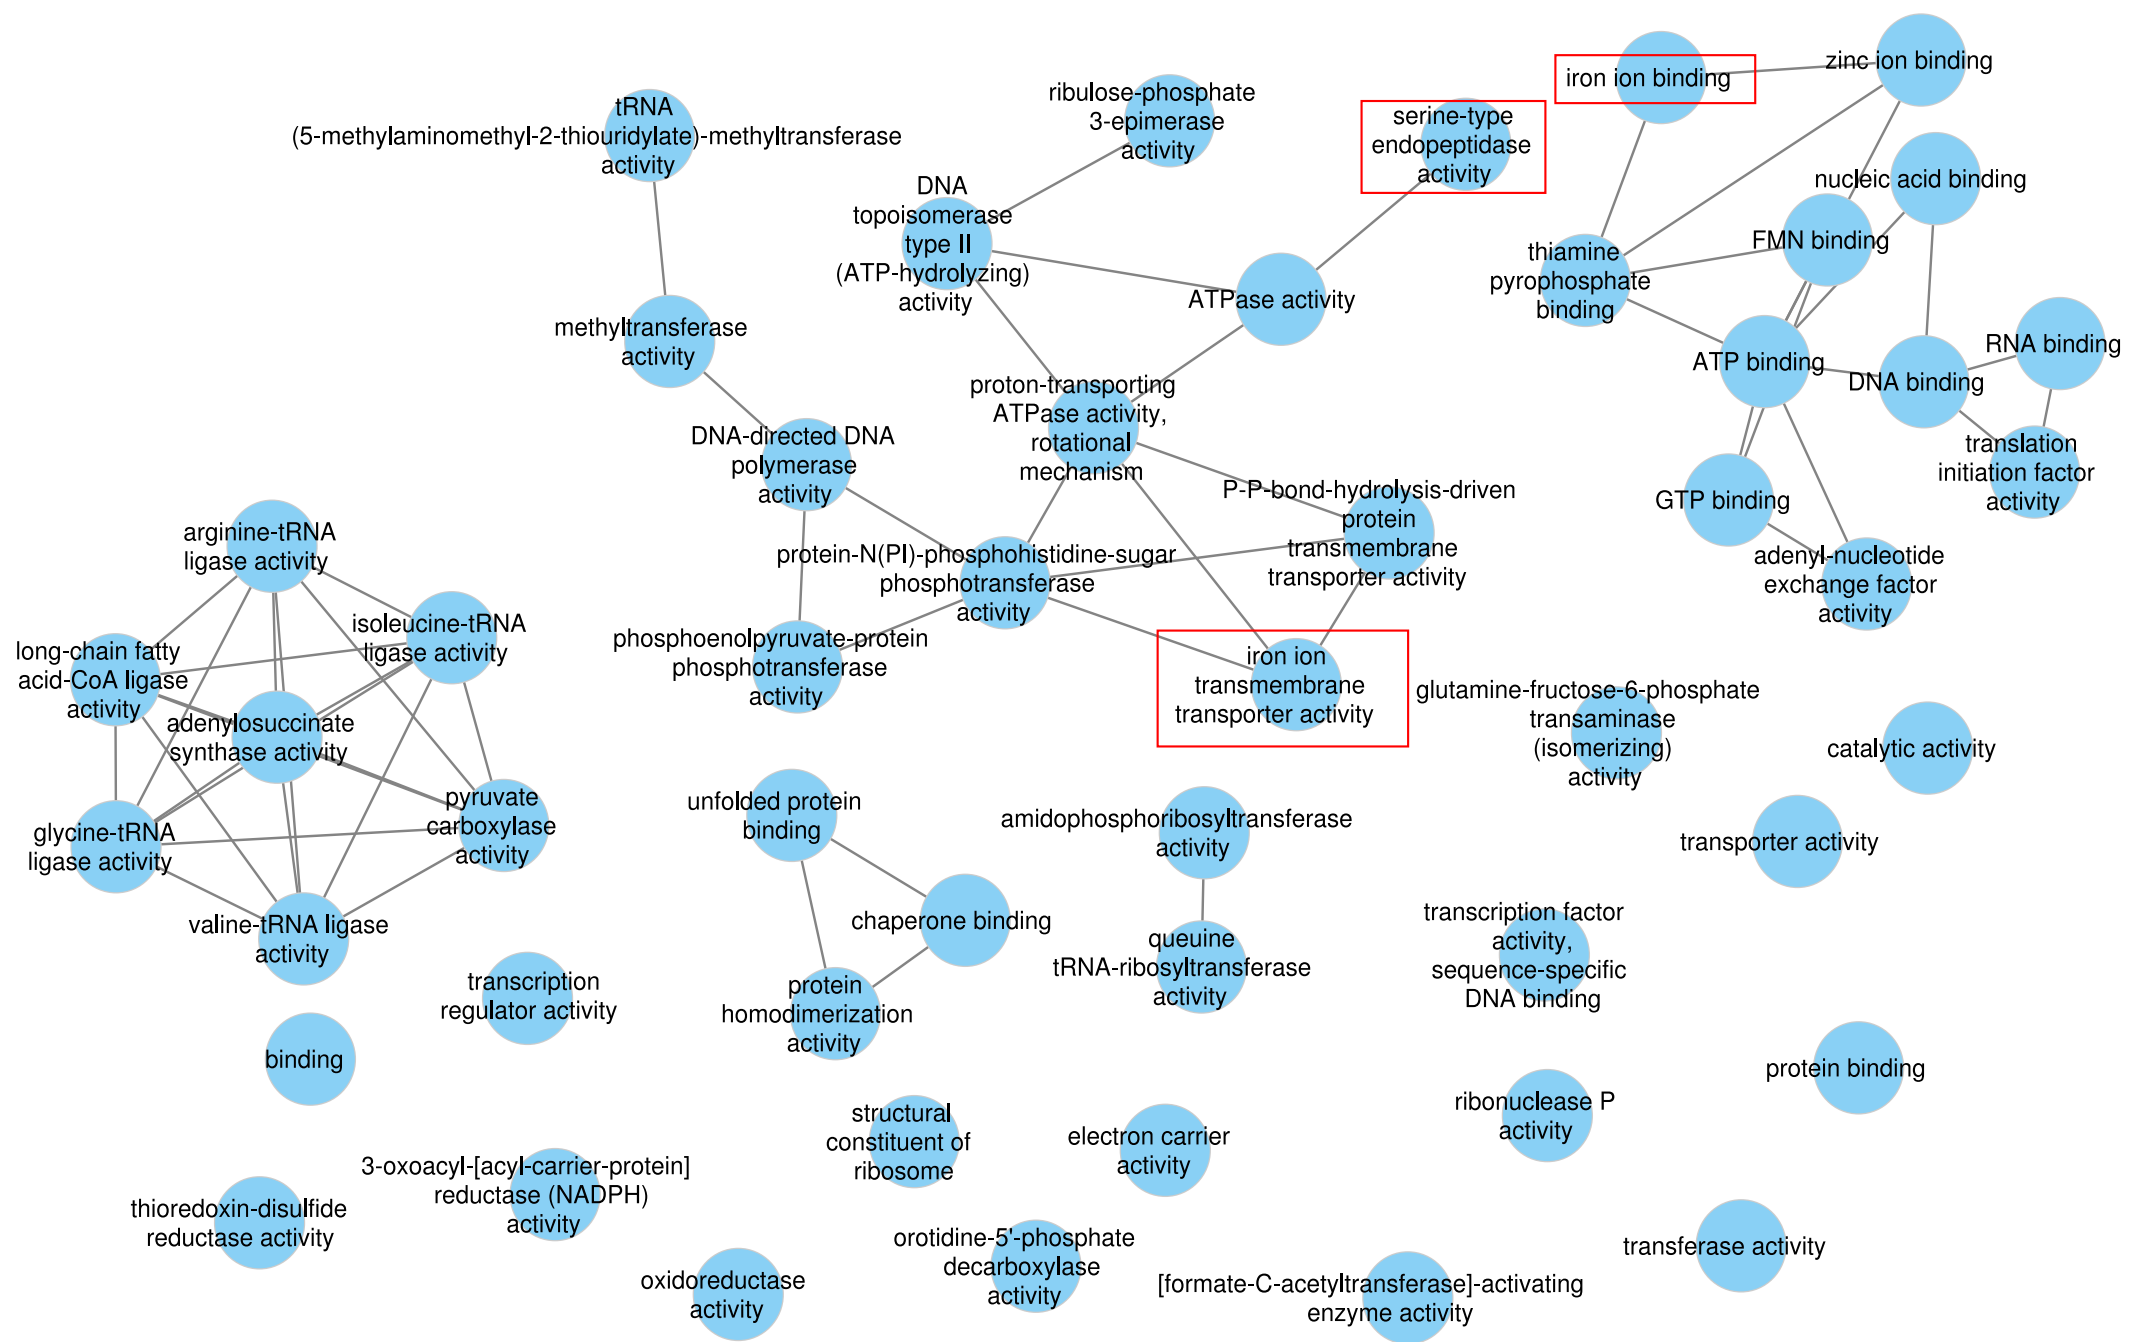 iron ion binding
zinc ion binding
tRNA
(5-methylaminomethyl-2-thiouridylate)-methyltransferase
activity
ribulose-phosphate
3-epimerase
activity
serine-type
endopeptidase
activity
nucleic acid binding
DNA
topoisomerase
type II
(ATP-hydrolyzing)
activity
FMN binding
thiamine
pyrophosphate
binding
ATPase activity
methyltransferase
activity
RNA binding
ATP binding
DNA binding
proton-transporting
ATPase activity,
rotational
mechanism
DNA-directed DNA
polymerase
activity
translation
initiation factor
activity
P-P-bond-hydrolysis-driven
protein
transmembrane
transporter activity
GTP binding
arginine-tRNA
ligase activity
protein-N(PI)-phosphohistidine-sugar
phosphotransferase
activity
adenyl-nucleotide
exchange factor
activity
isoleucine-tRNA
ligase activity
long-chain fatty
acid-CoA ligase
activity
phosphoenolpyruvate-protein
phosphotransferase
activity
iron ion
transmembrane
transporter activity
glutamine-fructose-6-phosphate
transaminase
(isomerizing)
activity
adenylosuccinate
synthase activity
catalytic activity
pyruvate
carboxylase
activity
unfolded protein
binding
amidophosphoribosyltransferase
activity
glycine-tRNA
ligase activity
transporter activity
valine-tRNA ligase
activity
chaperone binding
transcription factor
activity,
sequence-specific
DNA binding
queuine
tRNA-ribosyltransferase
activity
transcription
regulator activity
protein
homodimerization
activity
binding
protein binding
structural
constituent of
ribosome
electron carrier
activity
ribonuclease P
activity
3-oxoacyl-[acyl-carrier-protein]
reductase (NADPH)
activity
thioredoxin-disulfide
reductase activity
orotidine-5'-phosphate
decarboxylase
activity
transferase activity
oxidoreductase
activity
[formate-C-acetyltransferase]-activating
enzyme activity